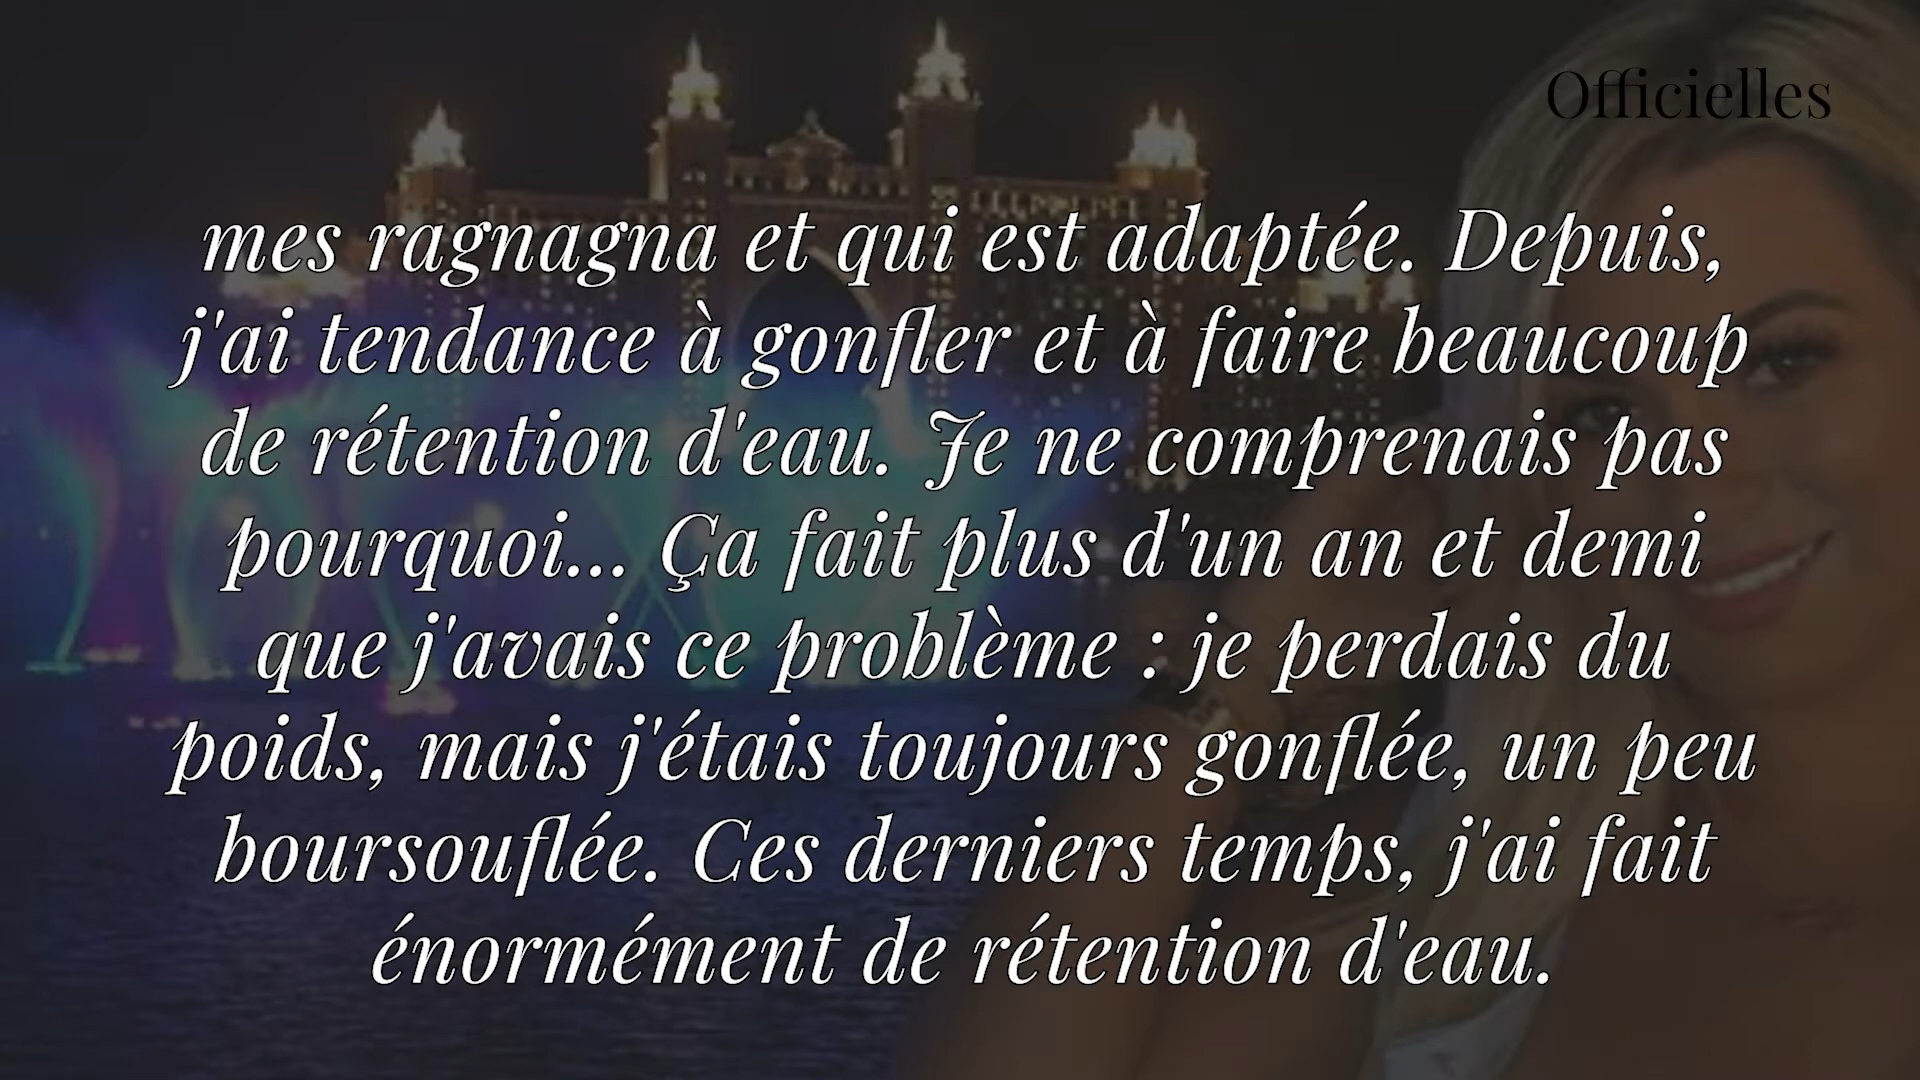 Officielles
mes ragnagna et qui est adaptée. Depuis,
j'ai tendance à gonfler et à faire beaucoup
de rétention d'eau. Je ne comprenais pas
pourquoi... Ça fait plus d'un an et demi
que j'avais ce problème : je perdais du
poids, mais j'étais toujours gonflée, un peu
boursouflée. Ces derniers temps, j'ai fait
énormément de rétention d'eau.